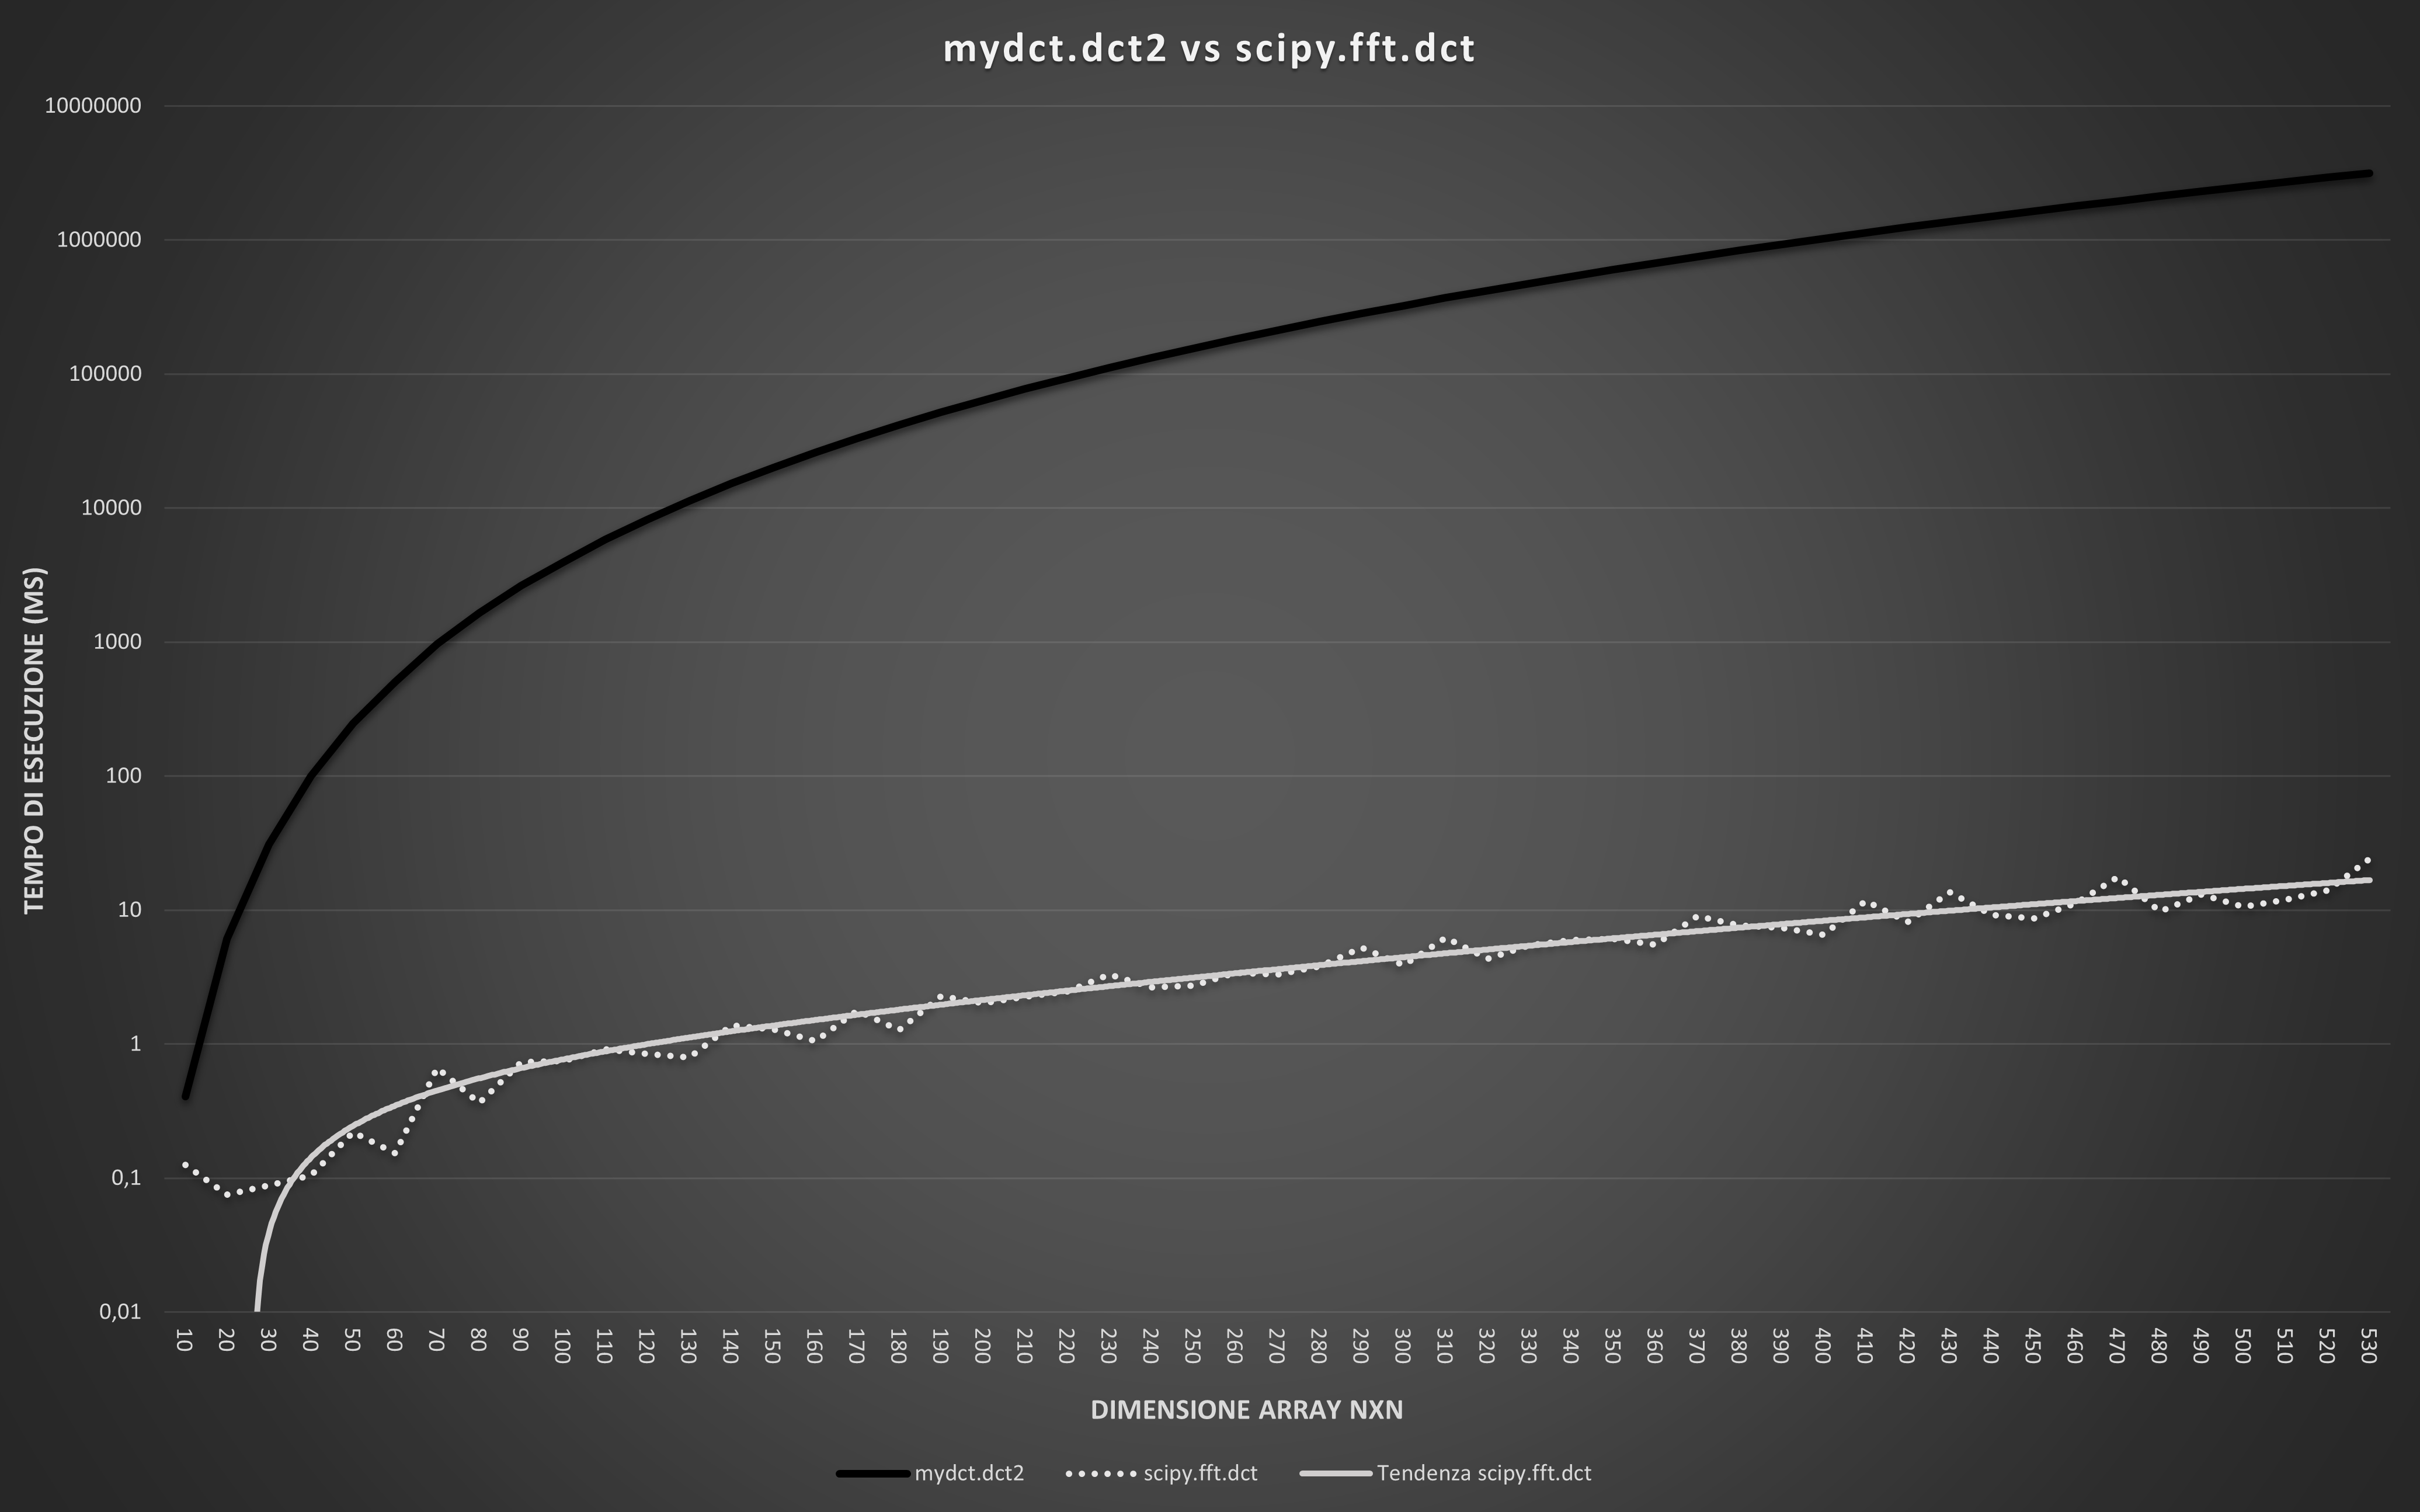 mydct.dct2 vs scipy.fft.dct
10000000
1000000
100000
10000
1000
100
10
1
0,1
0,01
TEMPO DI ESECUZIONE (MS)
10 20 30 40 50 60 70 80 90 100 110 120 130 140 150 160 170 180 190 200 210 220 230 240 250 260 270 280 290 300 310 320 330 340 350 360 370 380 390 400 410 420 430 440 450 460 470 480 490 500 510 520 530
DIMENSIONE ARRAY NXN
mydct.dct2 scipy.fft.dct Tendenza scipy.fft.dct